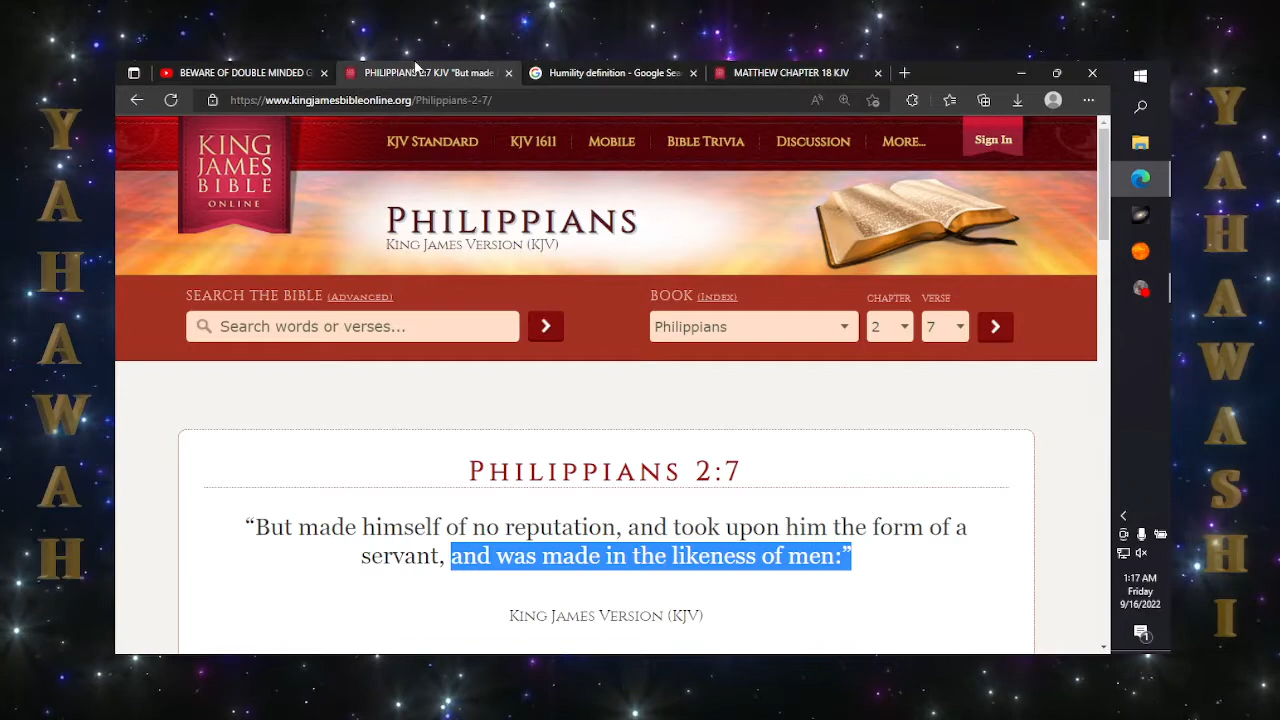 BEWARE OF DOUBLE MINDED G
PHILIPPIANS 2:7 KJV "But made
Humility definition - Google Sea
MATTHEW CHAPTER 18 KJV
https://www.kingjamesbibleonline.org/Philippians-2-7/
KING
JAMES
BIBLE
ONLINE
KJV STANDARD
KJV 1611
MOBILE
BIBLE TRIVIA
DISCUSSION
MORE...
Sign In
PHILIPPIANS
KING JAMES VERSION (KJV)
SEARCH THE BIBLE (ADVANCED)
Search words or verses...
BOOK (INDEX)
CHAPTER
VERSE
Philippians
2
7
PHILIPPIANS 2:7
“But made himself of no reputation, and took upon him the form of a
servant, and was made in the likeness of men:”
KING JAMES VERSION (KJV)
1:17 AM
Friday
9/16/2022
1
YAHAWAH
YAHAWASHI